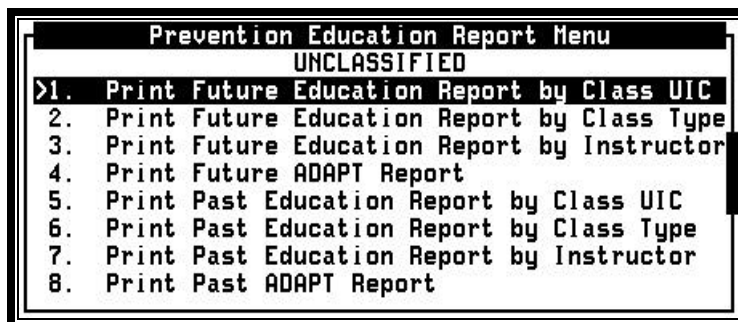 Prevention Education Report Menu
UNCLASSIFIED
>1. Print Future Education Report by Class UIC
2. Print Future Education Report by Class Type
3. Print Future Education Report by Instructor
4. Print Future ADAPT Report
5. Print Past Education Report by Class UIC
6. Print Past Education Report by Class Type
7. Print Past Education Report by Instructor
8. Print Past ADAPT Report